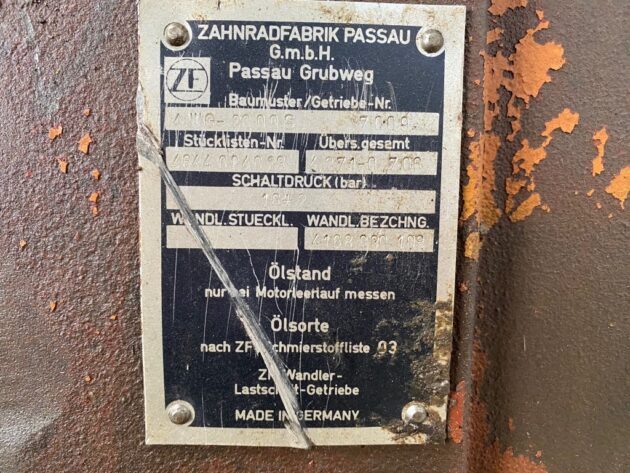 ZAHNRADFABRIK PASSAU
G.m.b.H.
ZF
Passau Grubweg
Baumuster/Getriebe-Nr.
Stücklisten-Nr. Übers.gesamt
SCHALTDRUCK (bar)
WANDL.STUECKL. WANDL.BEZCHNG.
Ölstand
nur bei Motorleerlauf messen
Ölsorte
nach ZF Schmierstoffliste 03
ZF Wandler-
Lastschalt-Getriebe
MADE IN GERMANY